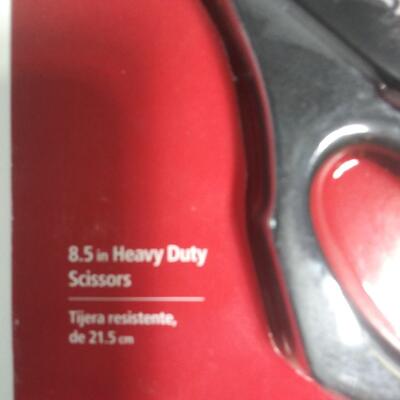 8.5 in Heavy Duty
Scissors
Tijera resistente,
de 21.5 cm